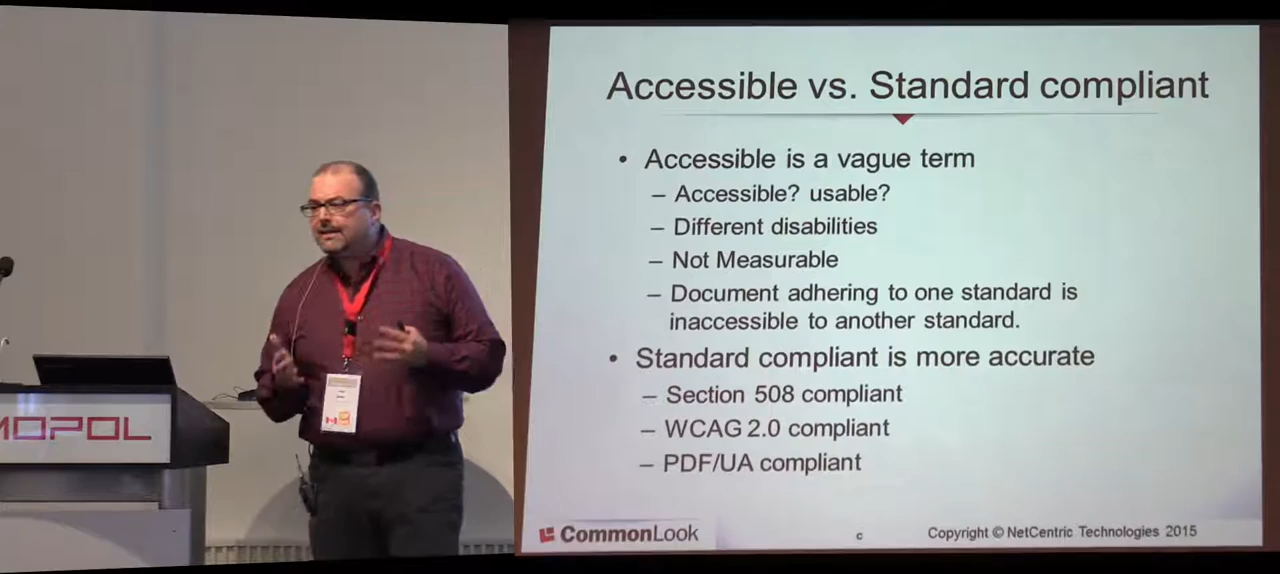 Accessible vs. Standard compliant
• Accessible is a vague term
– Accessible? usable?
– Different disabilities
– Not Measurable
– Document adhering to one standard is
inaccessible to another standard.
• Standard compliant is more accurate
– Section 508 compliant
– WCAG 2.0 compliant
– PDF/UA compliant
CommonLook
c
Copyright © NetCentric Technologies 2015
MOPOL